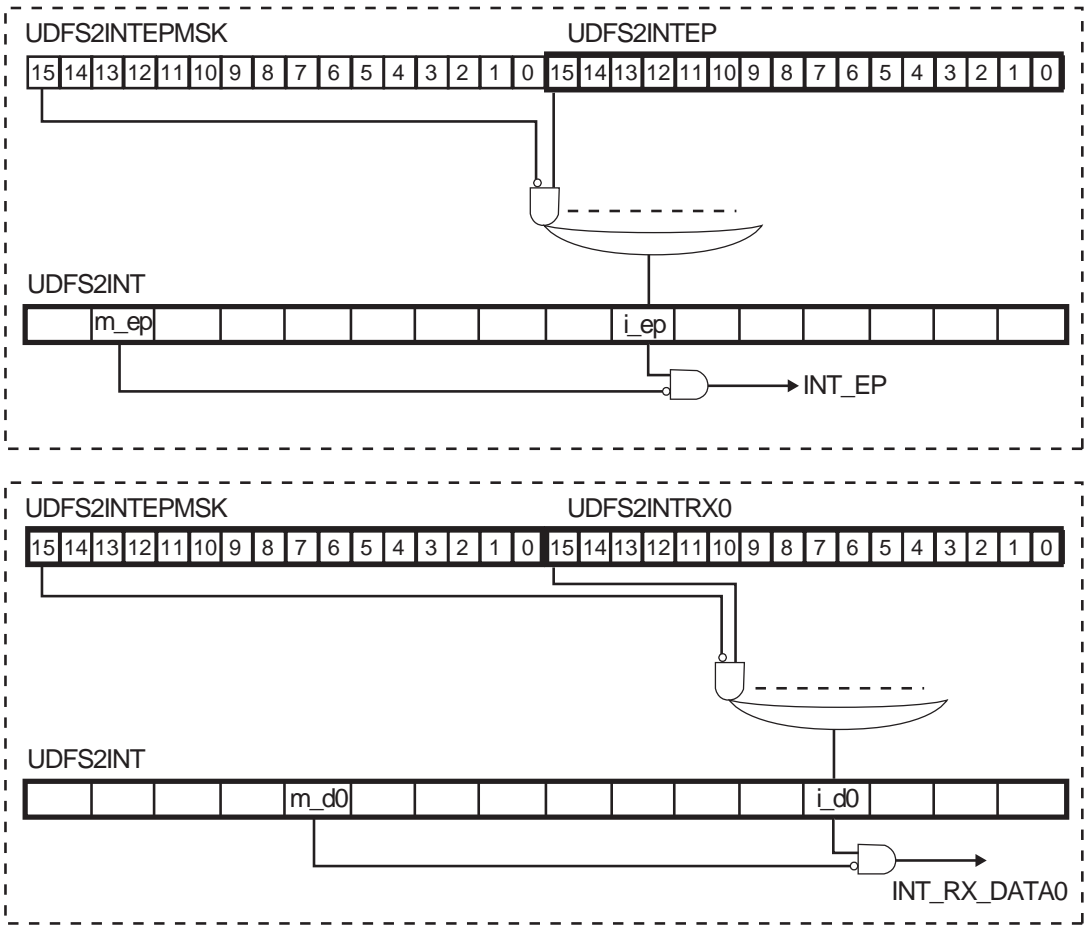 UDFS2INTEPMSK UDFS2INTEP
15 14 13 12 11 10 9 8 7 6 5 4 3 2 1 0 15 14 13 12 11 10 9 8 7 6 5 4 3 2 1 0
UDFS2INT
m_ep i_ep
INT_EP
UDFS2INTEPMSK UDFS2INTRX0
15 14 13 12 11 10 9 8 7 6 5 4 3 2 1 0 15 14 13 12 11 10 9 8 7 6 5 4 3 2 1 0
UDFS2INT
m_d0 i_d0
INT_RX_DATA0